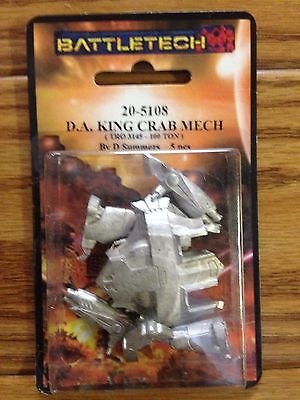 BATTLETECH
20-5108
D.A. KING CRAB MECH
( TRO:3145 - 100 TON )
By D Summers 5 pcs